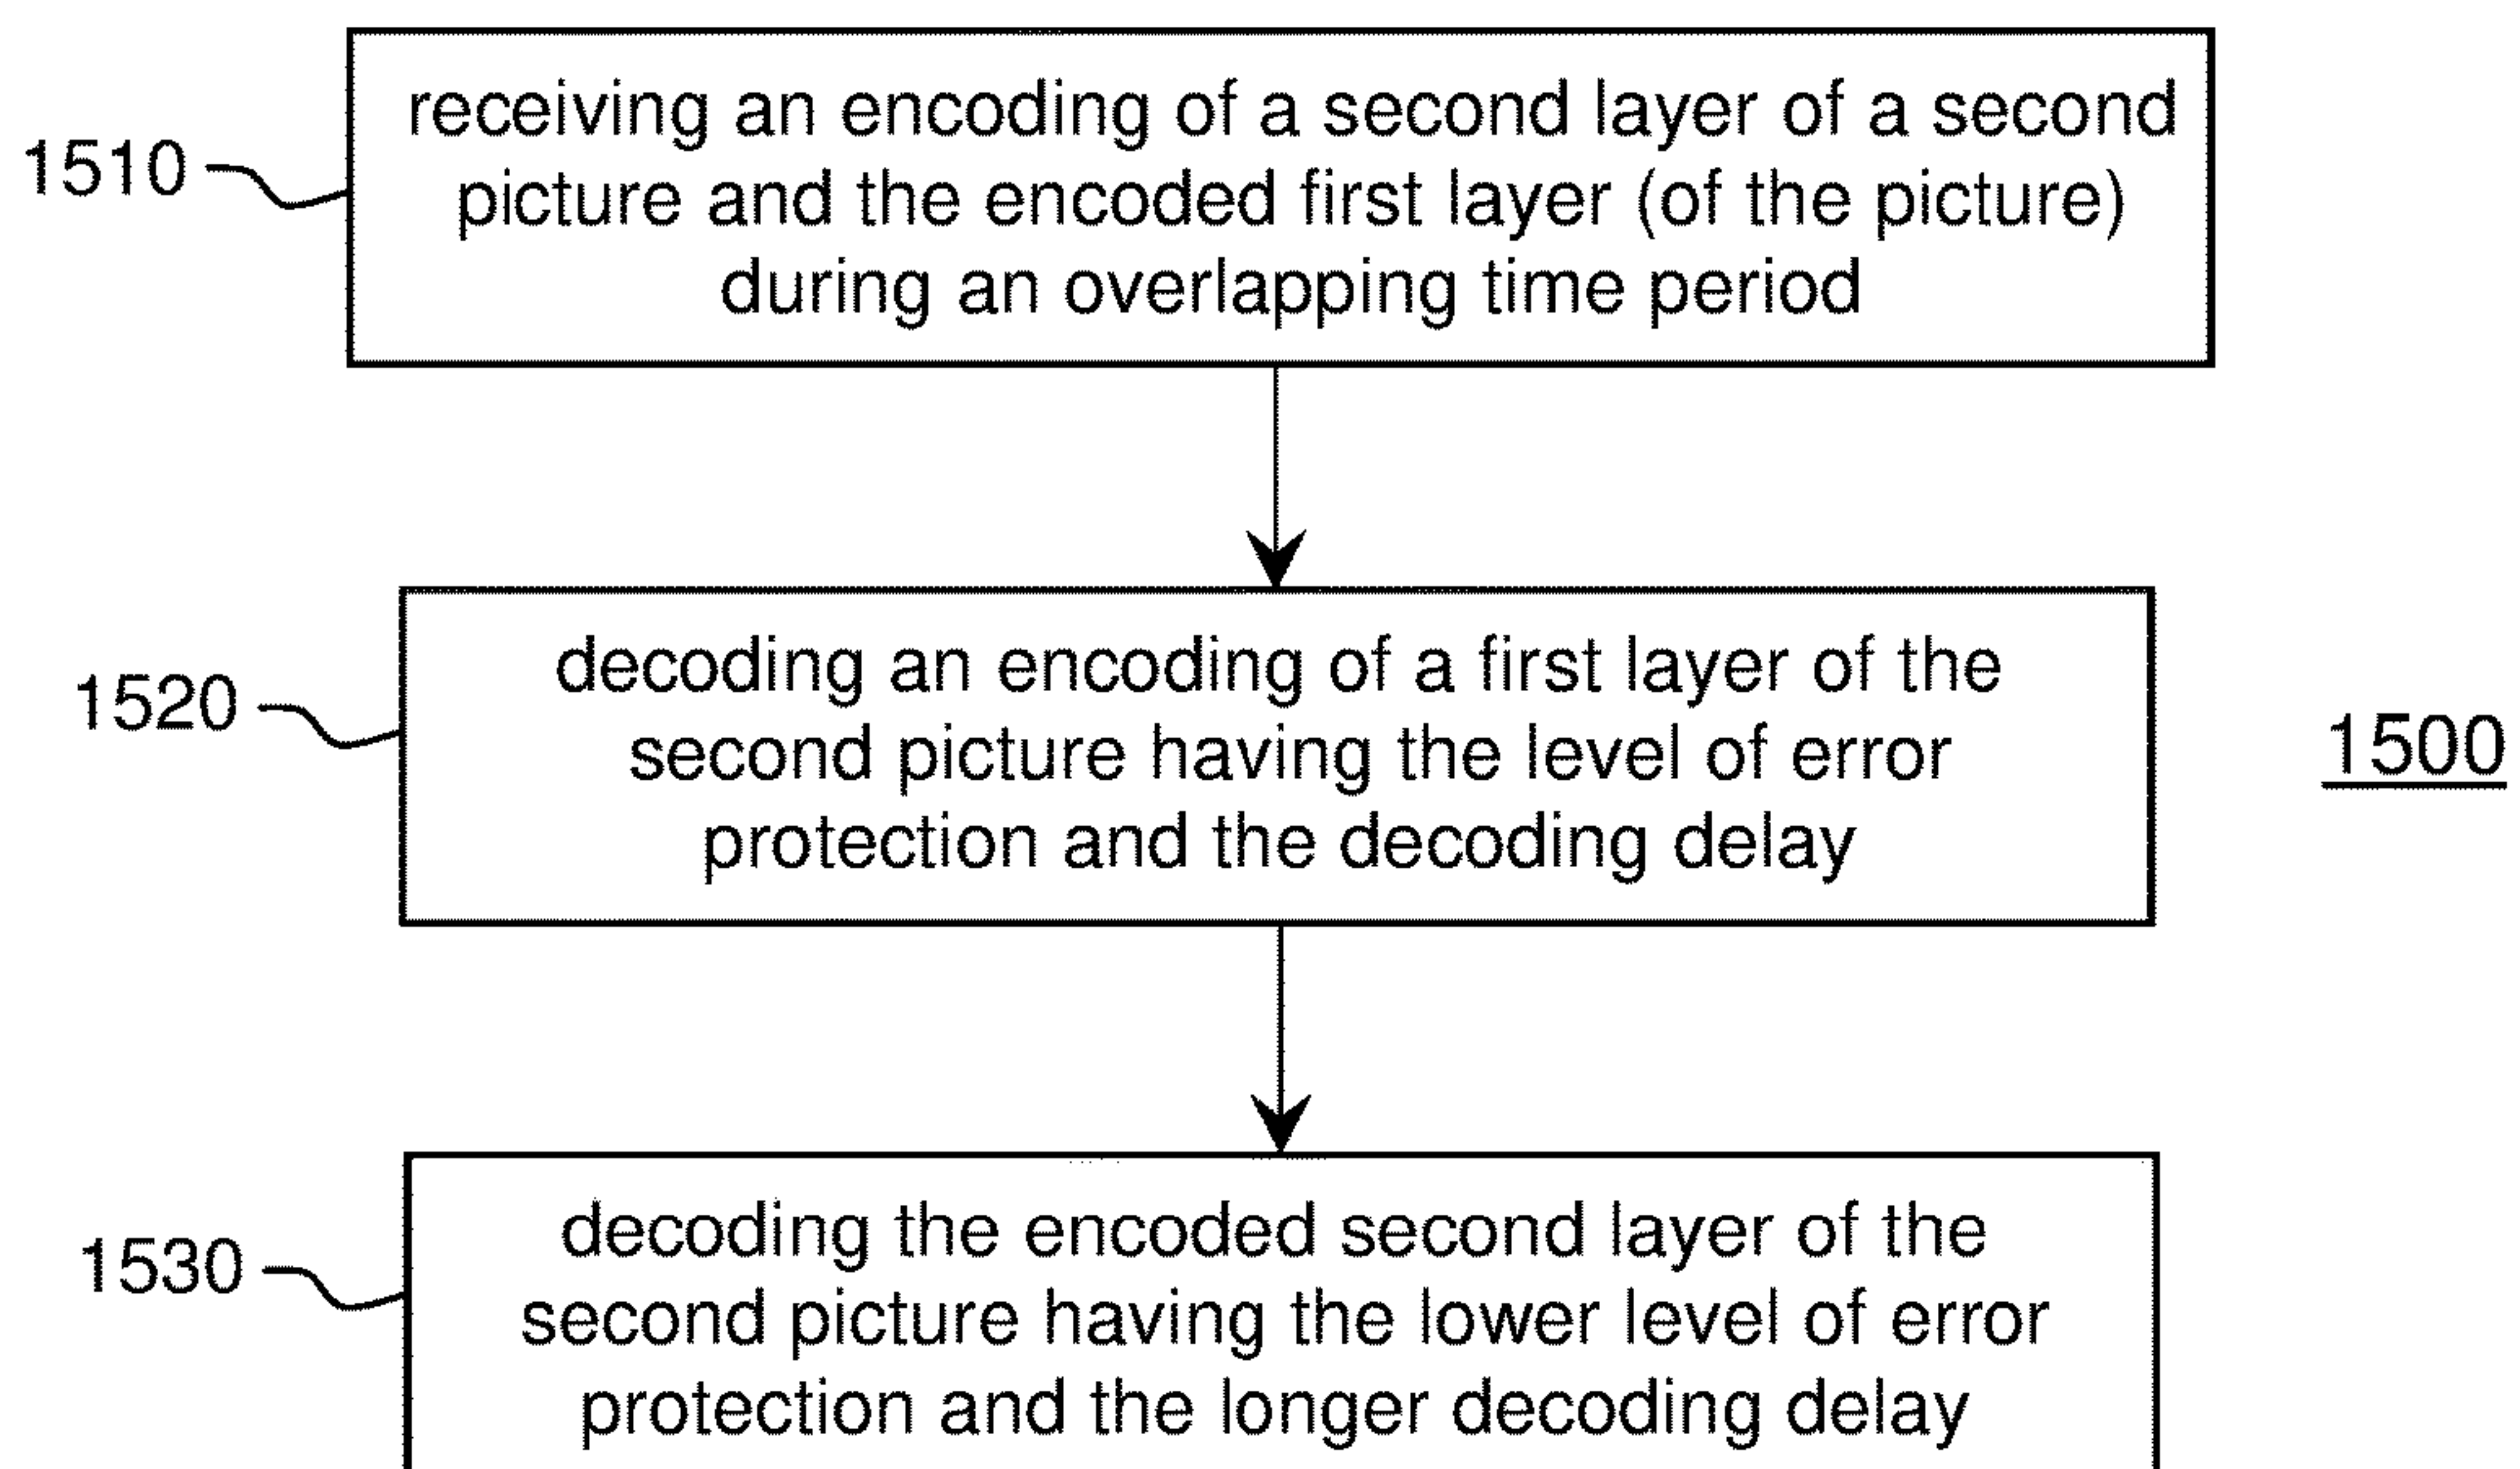 receiving an encoding of a second layer of a second
1510
picture and the encoded first layer (of the picture)
during an overlapping time period
decoding an encoding of a first layer of the
1520
second picture having the level of error
1500
protection and the decoding delay
decoding the encoded second layer of the
1530
second picture having the lower level of error
protection and the longer decoding delay